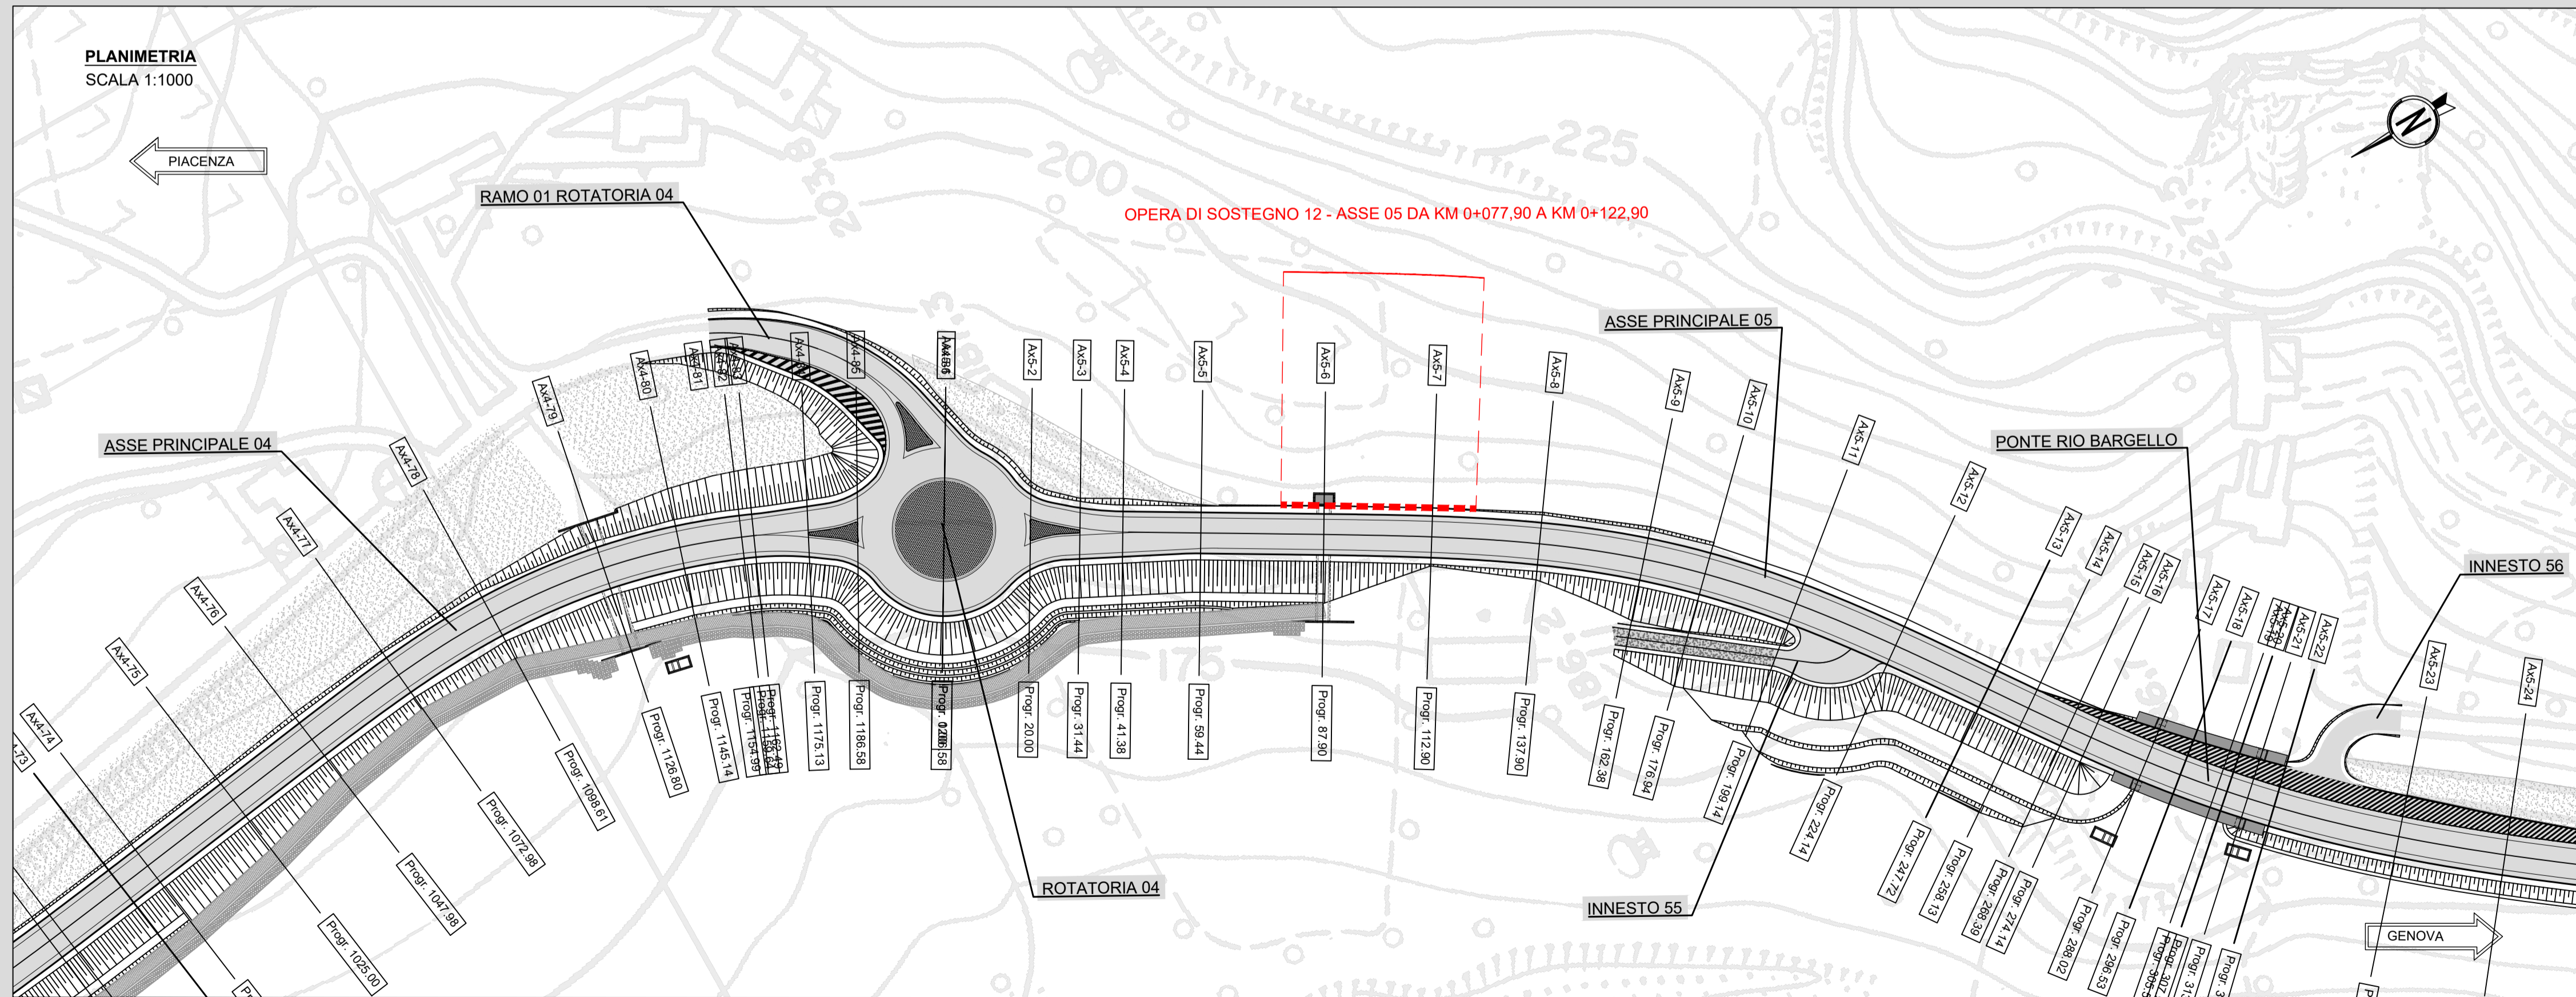 PLANIMETRIA
SCALA 1:1000
PIACENZA
RAMO 01 ROTATORIA 04
OPERA DI SOSTEGNO 12 - ASSE 05 DA KM 0+077,90 A KM 0+122,90
N
200
225
203,8
ASSE PRINCIPALE 05
ASSE PRINCIPALE 04
PONTE RIO BARGELLO
INNESTO 56
Ax4-74
Ax4-75
Ax4-76
Ax4-77
Ax4-78
Ax4-79
Ax4-80
Ax4-81
Ax4-82
Ax4-83
Ax4-85
Ax5-2
Ax5-3
Ax5-4
Ax5-5
Ax5-6
Ax5-7
Ax5-8
Ax5-9
Ax5-10
Ax5-11
Ax5-12
Ax5-13
Ax5-14
Ax5-15
Ax5-16
Ax5-17
Ax5-18
Ax5-21
Ax5-22
Ax5-23
Ax5-24
175
Progr. 1025.00
Progr. 1047.98
Progr. 1072.98
Progr. 1098.61
Progr. 1126.80
Progr. 1145.14
Progr. 1154.99
Progr. 1175.13
Progr. 1186.58
Progr. 20.00
Progr. 31.44
Progr. 41.38
Progr. 59.44
Progr. 87.90
Progr. 112.90
Progr. 137.90
Progr. 162.38
Progr. 176.94
Progr. 199.14
Progr. 224.14
Progr. 247.72
Progr. 258.13
Progr. 268.39
Progr. 274.14
Progr. 288.02
Progr. 296.53
ROTATORIA 04
INNESTO 55
GENOVA